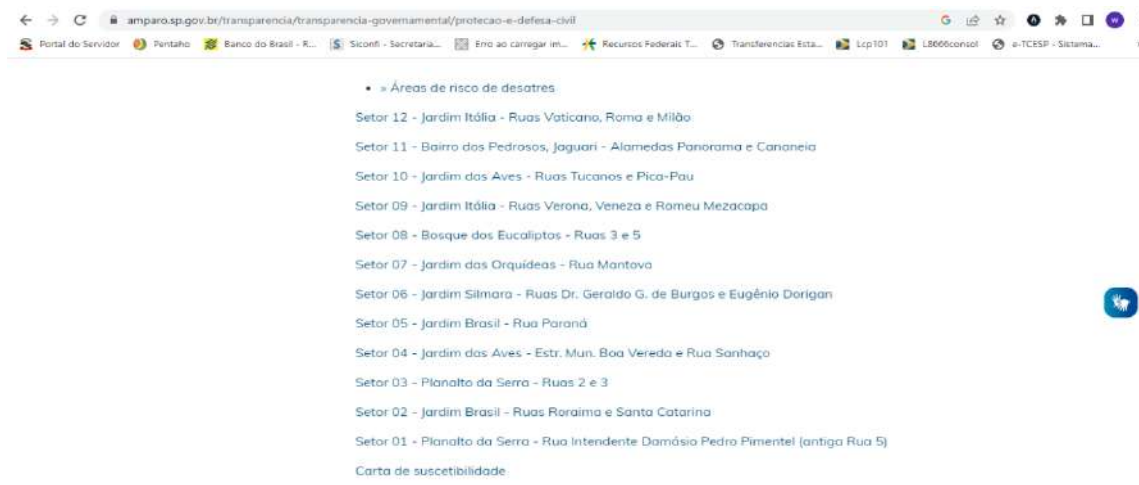 amparo.sp.gov.br/transparencia/transparencia-governamental/protecao-e-defesa-civil
Portal do Servidor Pentaho Banco do Brasil - R... Siconfi - Secretaria... Erro ao carregar im... Recursos Federais T... Transferencias Esta... Lcp101 L8666consol e-TCESP - Sistema...
» Áreas de risco de desatres
Setor 12 - Jardim Itália - Ruas Vaticano, Roma e Milão
Setor 11 - Bairro dos Pedrosos, Jaguari - Alamedas Panorama e Cananeia
Setor 10 - Jardim das Aves - Ruas Tucanos e Pica-Pau
Setor 09 - Jardim Itália - Ruas Verona, Veneza e Romeu Mezacapa
Setor 08 - Bosque dos Eucaliptos - Ruas 3 e 5
Setor 07 - Jardim das Orquídeas - Rua Mantova
Setor 06 - Jardim Silmara - Ruas Dr. Geraldo G. de Burgos e Eugênio Dorigan
Setor 05 - Jardim Brasil - Rua Paraná
Setor 04 - Jardim das Aves - Estr. Mun. Boa Vereda e Rua Sanhaço
Setor 03 - Planalto da Serra - Ruas 2 e 3
Setor 02 - Jardim Brasil - Ruas Roraima e Santa Catarina
Setor 01 - Planalto da Serra - Rua Intendente Damásio Pedro Pimentel (antiga Rua 5)
Carta de suscetibilidade